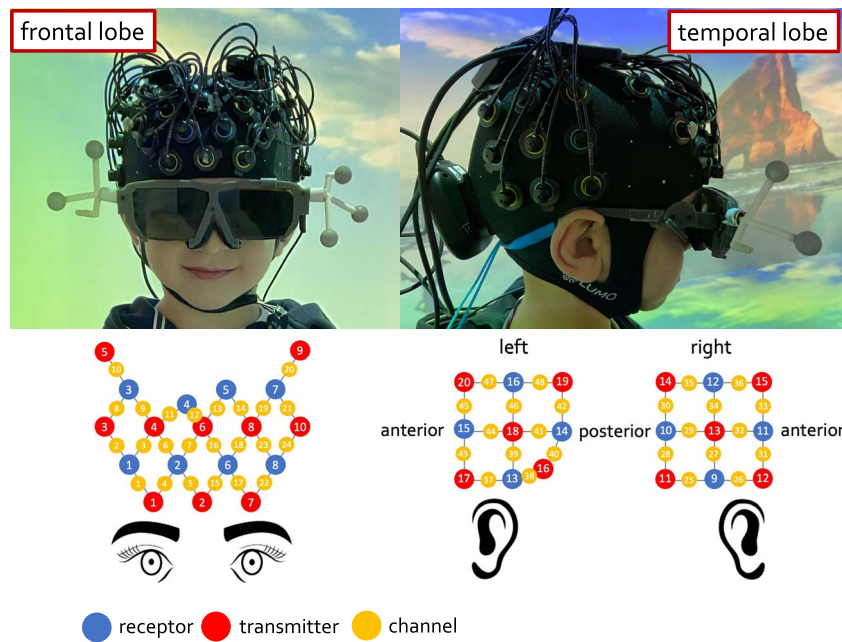 frontal lobe
temporal lobe
LUMO
5 9
10 20
3 5 7
4
8 9 11 12 13 14 19 21
3 4 6 8 10
2 3 6 7 16 18 23 24
1 2 6 8
1 4 5 15 17 22
1 2 7
left
20 47 16 48 19
45 46 42
anterior 15 44 18 41 14 posterior
43 39 40
17 37 13 38 16
right
14 35 12 36 15
30 34 33
10 29 13 32 11 anterior
28 27 31
11 25 9 26 12
receptor
transmitter
channel